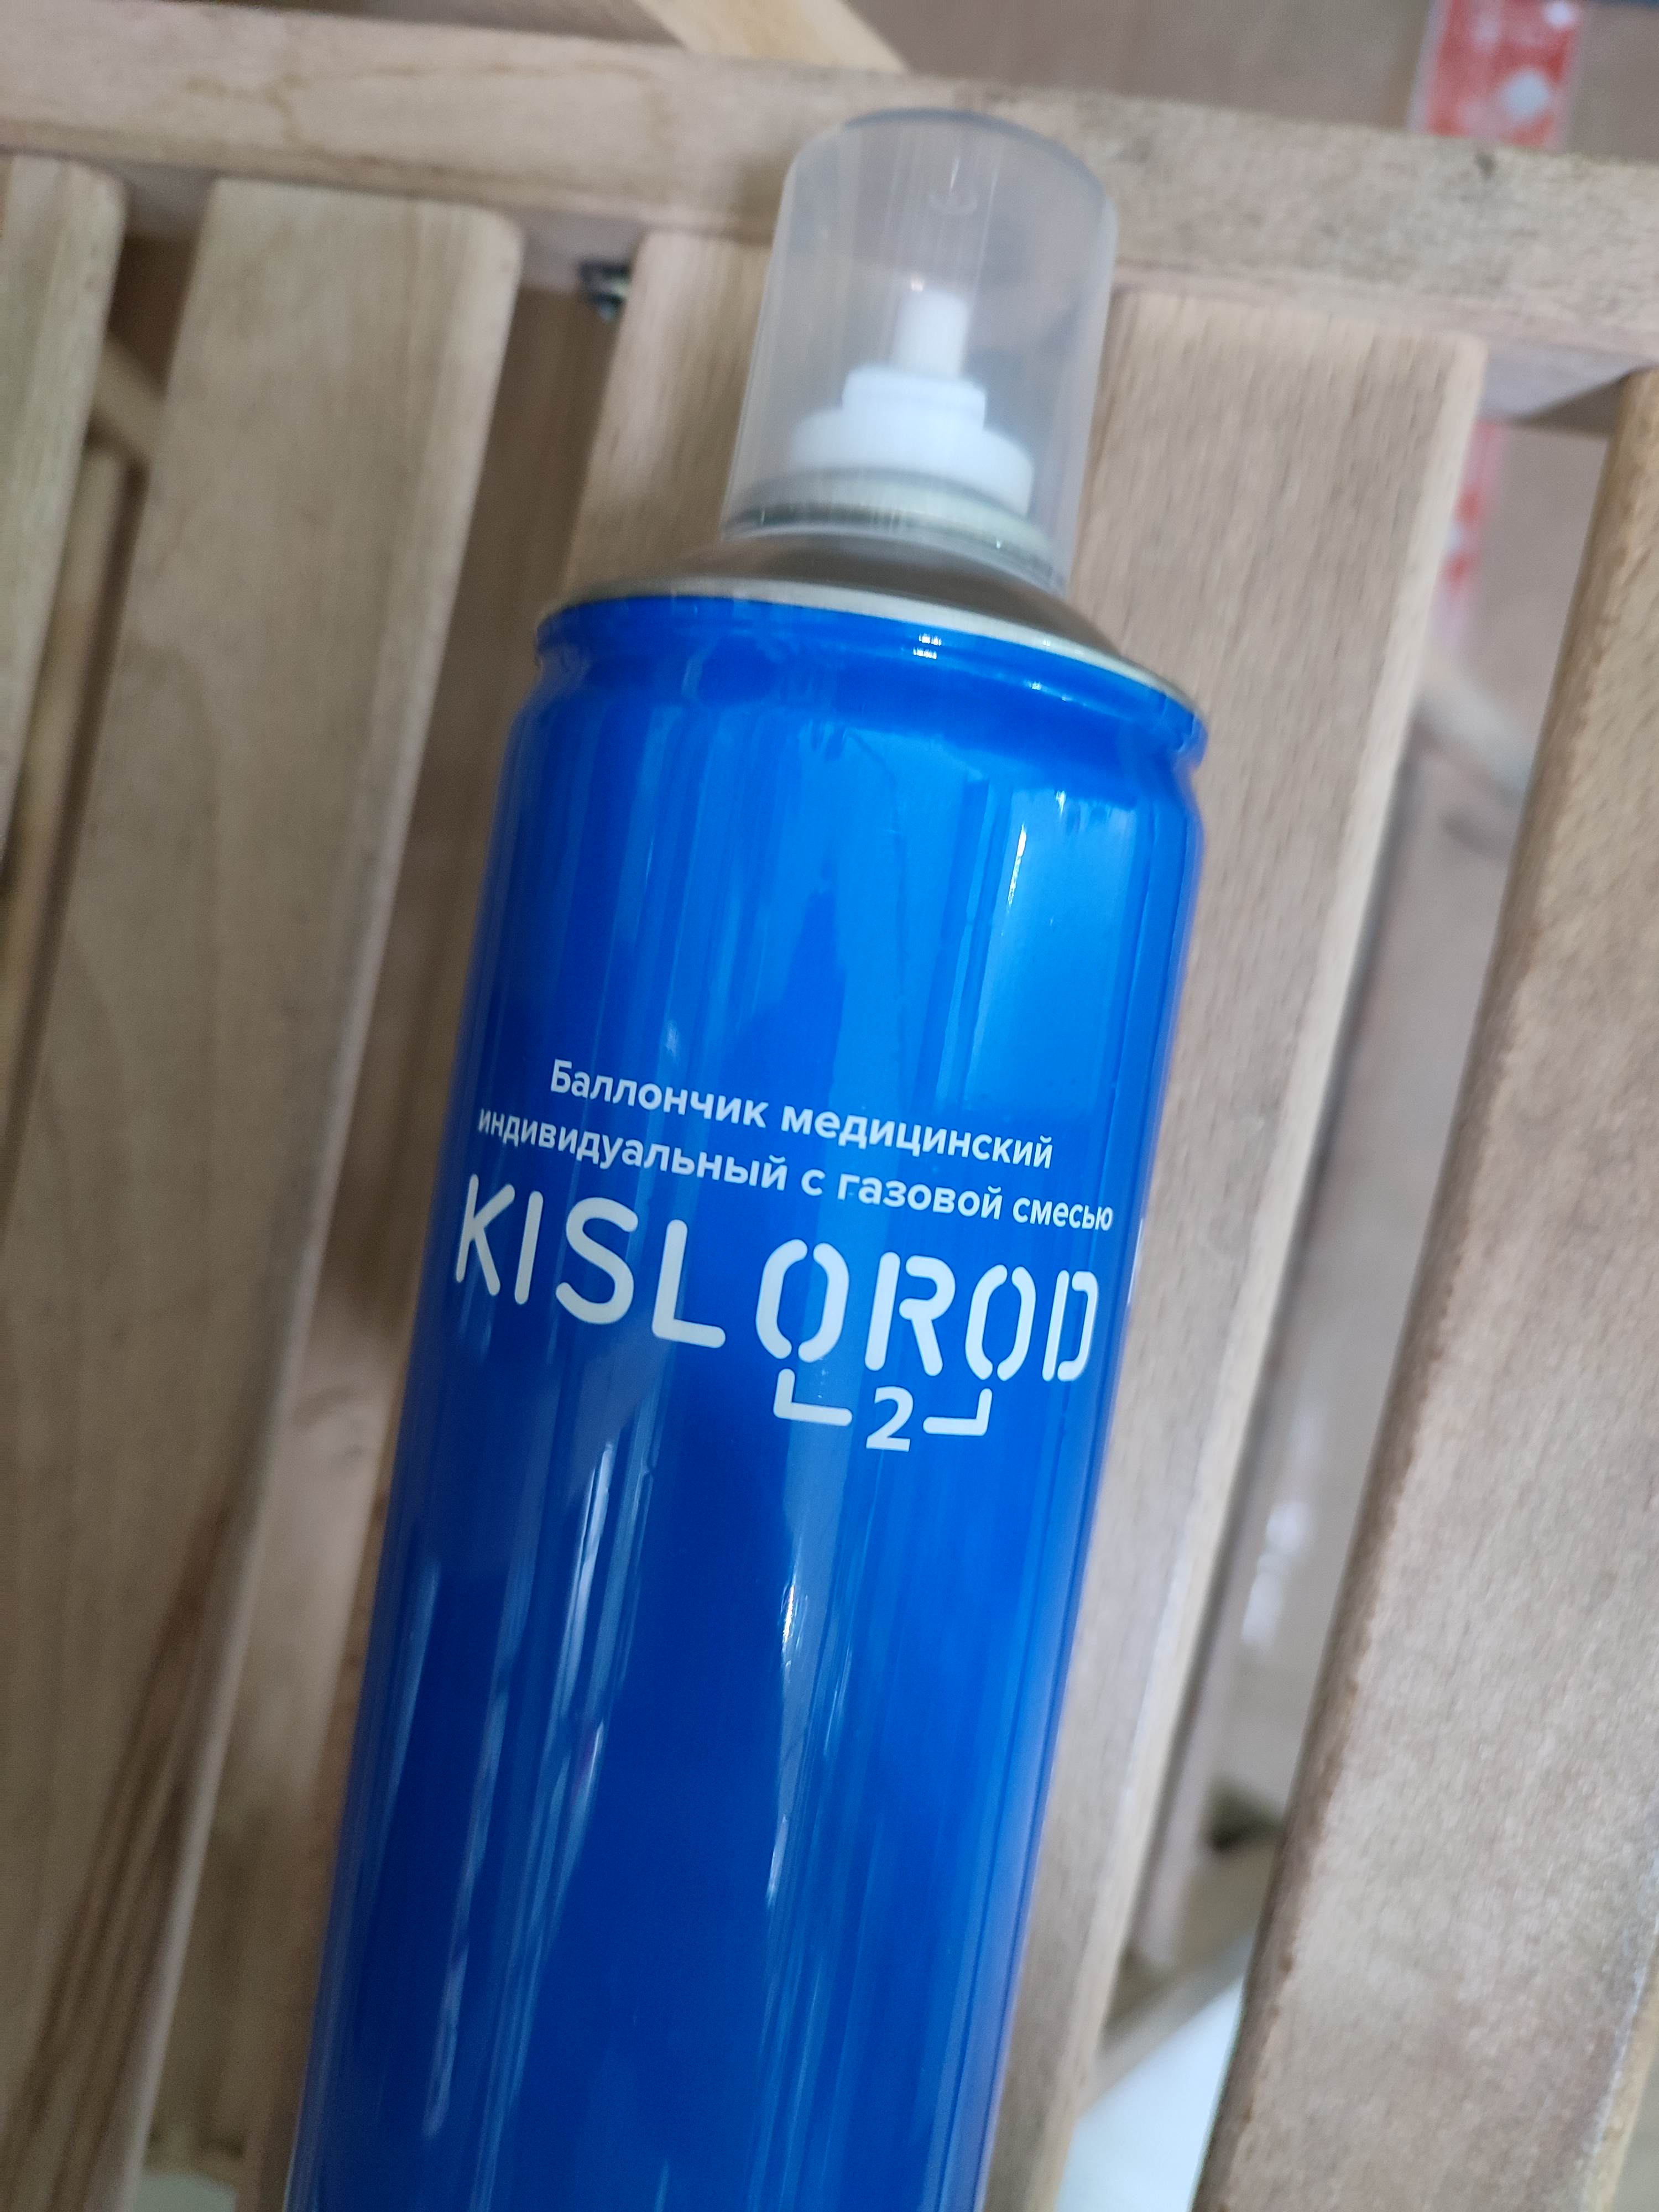 Баллончик медицинский
индивидуальный с газовой смесью
KISLOROD
2